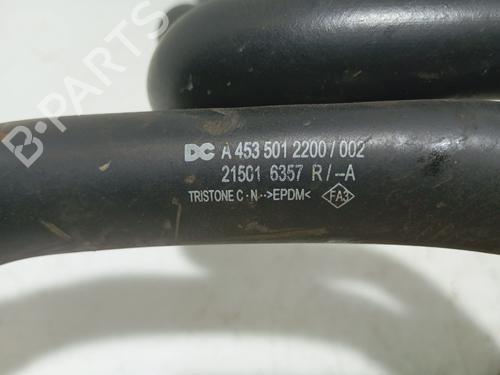 DC A 453 501 2200 / 002
21501 6357 R / -A
TRISTONE C · N ··>EPDM< FA3
B-PARTS